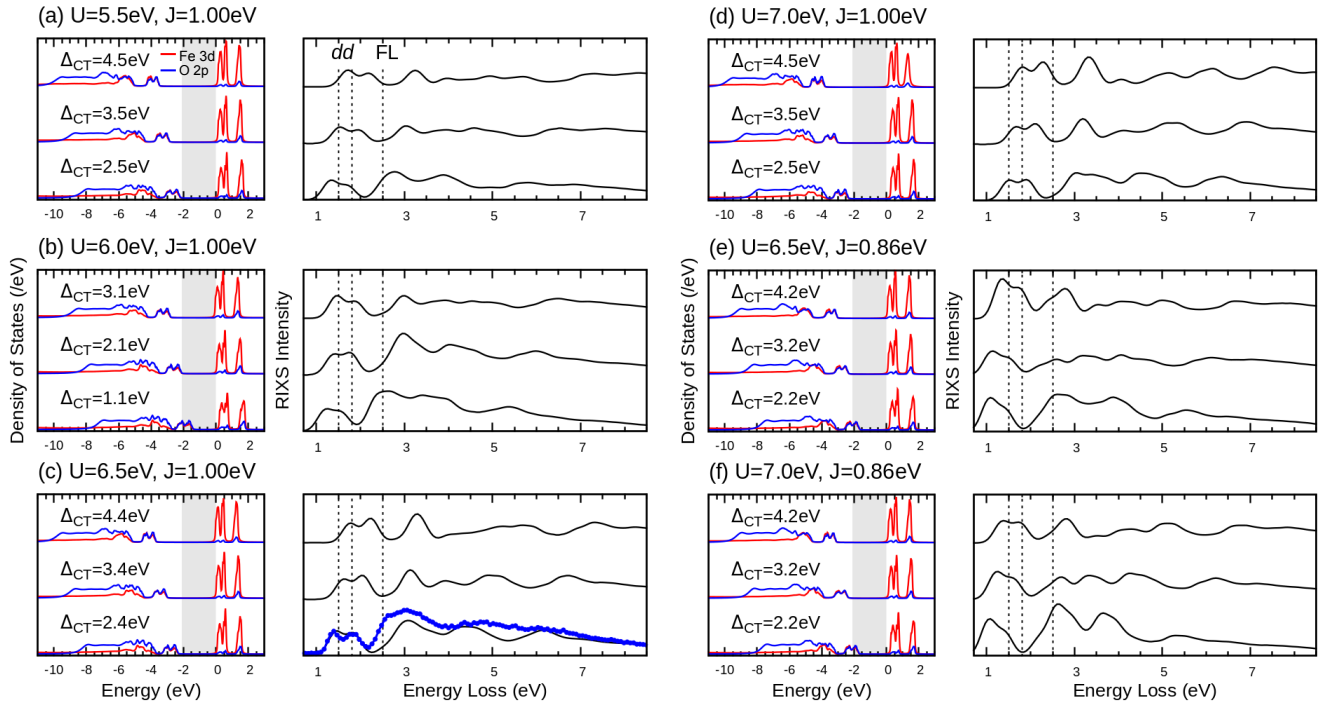 (a) U=5.5eV, J=1.00eV
ΔCT=4.5eV
Fe 3d
O 2p
ΔCT=3.5eV
ΔCT=2.5eV
-10 -8 -6 -4 -2 0 2
dd FL
1 3 5 7
(b) U=6.0eV, J=1.00eV
Density of States (/eV)
ΔCT=3.1eV
ΔCT=2.1eV
ΔCT=1.1eV
-10 -8 -6 -4 -2 0 2
RIXS Intensity
1 3 5 7
(c) U=6.5eV, J=1.00eV
ΔCT=4.4eV
ΔCT=3.4eV
ΔCT=2.4eV
-10 -8 -6 -4 -2 0 2
Energy (eV)
1 3 5 7
Energy Loss (eV)
(d) U=7.0eV, J=1.00eV
ΔCT=4.5eV
ΔCT=3.5eV
ΔCT=2.5eV
-10 -8 -6 -4 -2 0 2
1 3 5 7
(e) U=6.5eV, J=0.86eV
Density of States (/eV)
ΔCT=4.2eV
ΔCT=3.2eV
ΔCT=2.2eV
-10 -8 -6 -4 -2 0 2
RIXS Intensity
1 3 5 7
(f) U=7.0eV, J=0.86eV
ΔCT=4.2eV
ΔCT=3.2eV
ΔCT=2.2eV
-10 -8 -6 -4 -2 0 2
Energy (eV)
1 3 5 7
Energy Loss (eV)